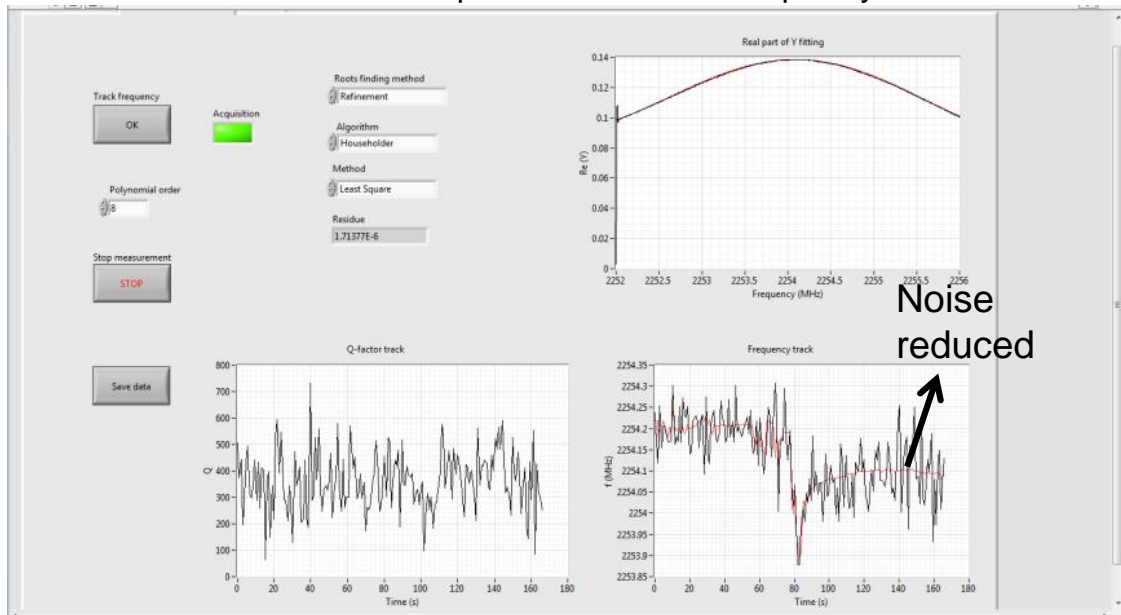 Real part of Y fitting
Roots finding method
Refinement
Track frequency
OK
Acquisition
Algorithm
Householder
Method
Least Square
Polynomial order
8
Residue
1.71377E-6
Stop measurement
STOP
Save data
0.14
0.12
0.1
0.08
0.06
0.04
0.02
0
Re (Y)
2252 2252.5 2253 2253.5 2254 2254.5 2255 2255.5 2256
Frequency (MHz)
Noise
reduced
Q-factor track
800
700
600
500
400
300
200
100
0
Q
0 20 40 60 80 100 120 140 160 180
Time (s)
Frequency track
2254.35
2254.3
2254.25
2254.2
2254.15
2254.1
2254.05
2254
2253.95
2253.9
2253.85
f (MHz)
0 20 40 60 80 100 120 140 160 180
Time (s)